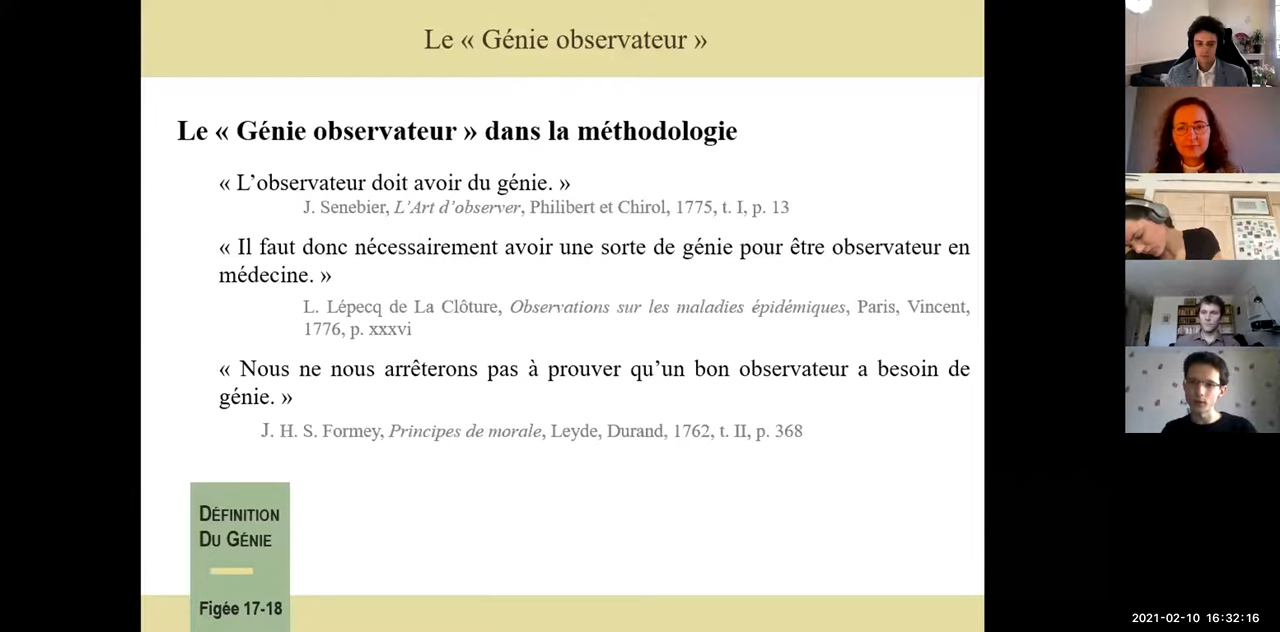 Le « Génie observateur »
Le « Génie observateur » dans la méthodologie
« L’observateur doit avoir du génie. »
J. Senebier, L’Art d’observer, Philibert et Chirol, 1775, t. I, p. 13
« Il faut donc nécessairement avoir une sorte de génie pour être observateur en
médecine. »
L. Lépecq de La Clôture, Observations sur les maladies épidémiques, Paris, Vincent,
1776, p. xxxvi
« Nous ne nous arrêterons pas à prouver qu’un bon observateur a besoin de
génie. »
J. H. S. Formey, Principes de morale, Leyde, Durand, 1762, t. II, p. 368
DÉFINITION
DU GÉNIE
Figée 17-18
2021-02-10 16:32:16